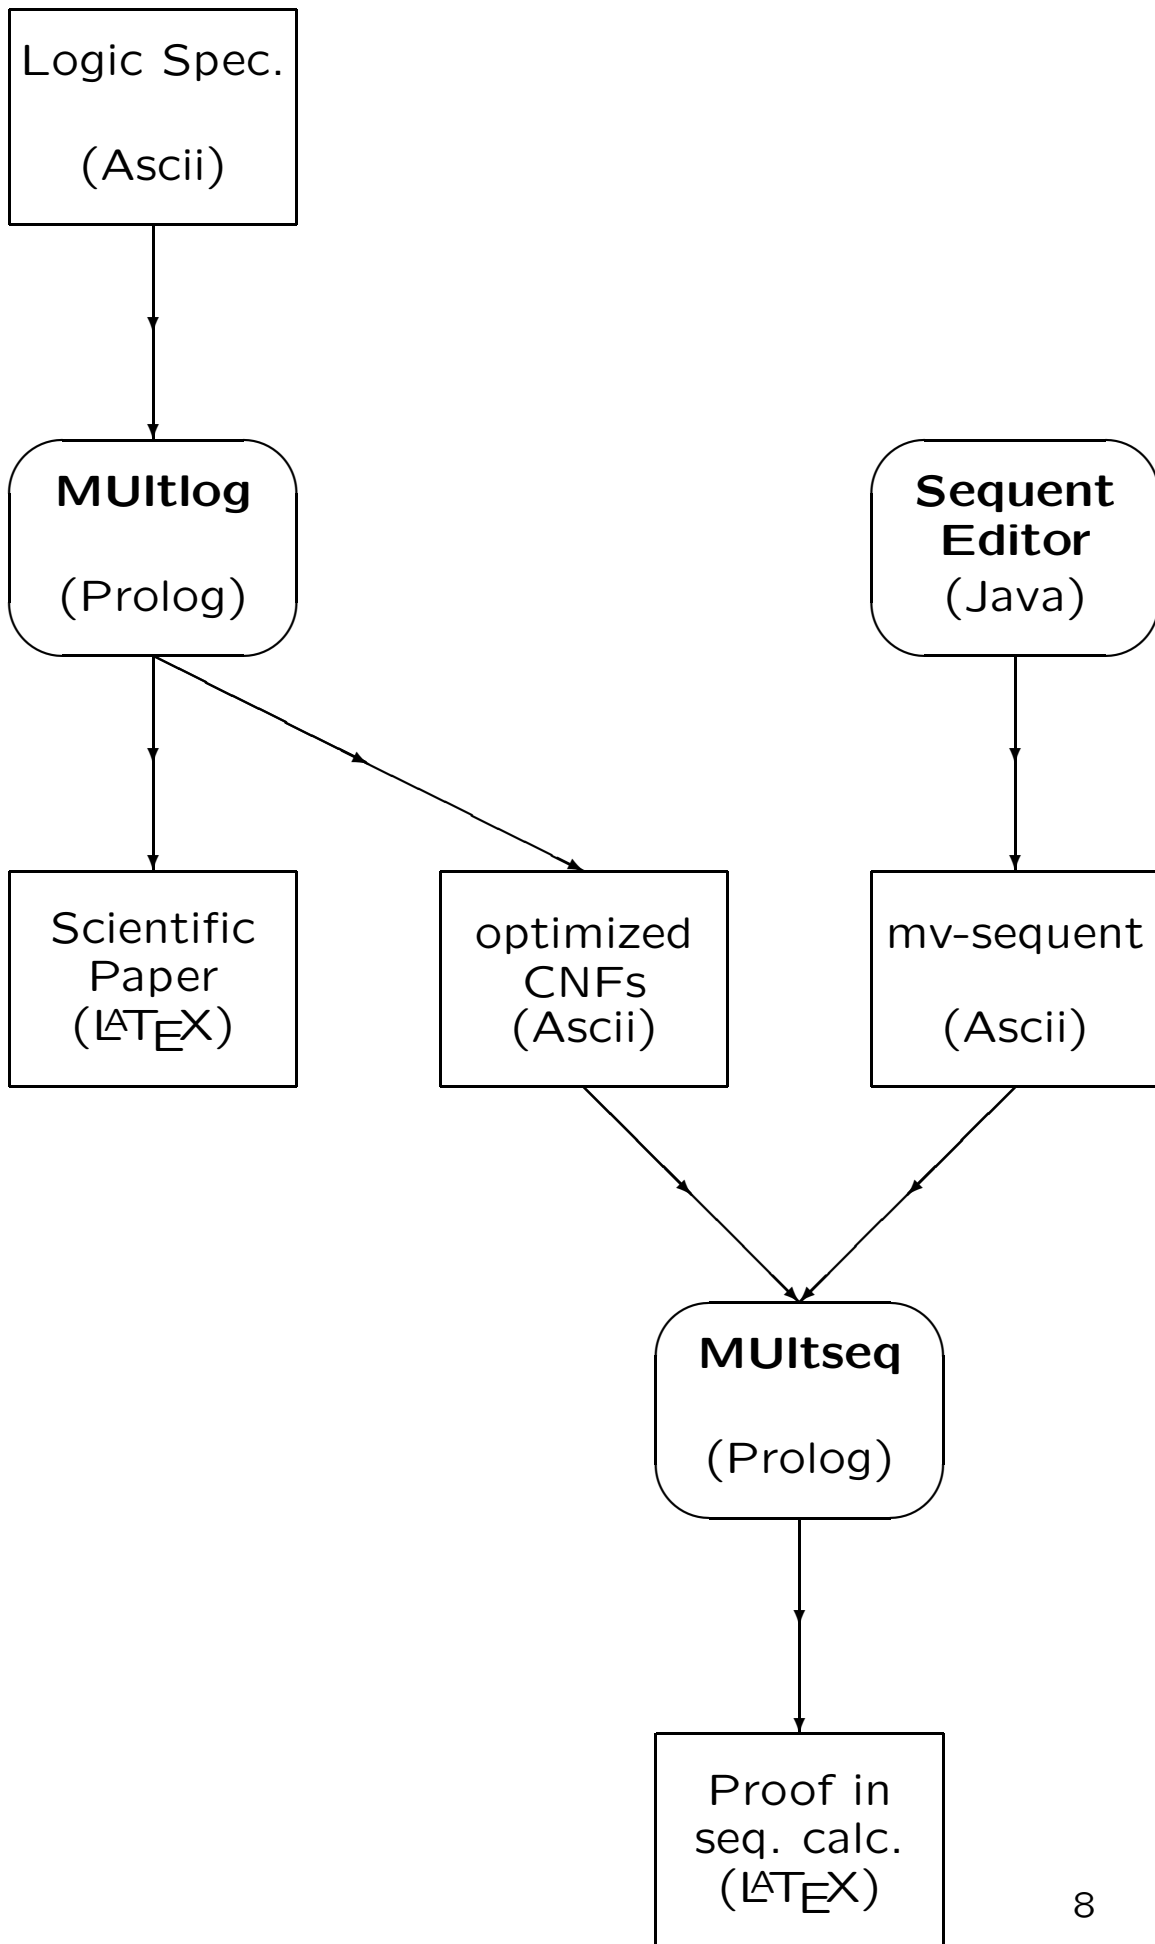 Logic Spec.
(Ascii)
MUltlog
(Prolog)
Sequent
Editor
(Java)
Scientific
Paper
(LATEX)
optimized
CNFs
(Ascii)
mv-sequent
(Ascii)
MUltseq
(Prolog)
Proof in
seq. calc.
(LATEX)
8